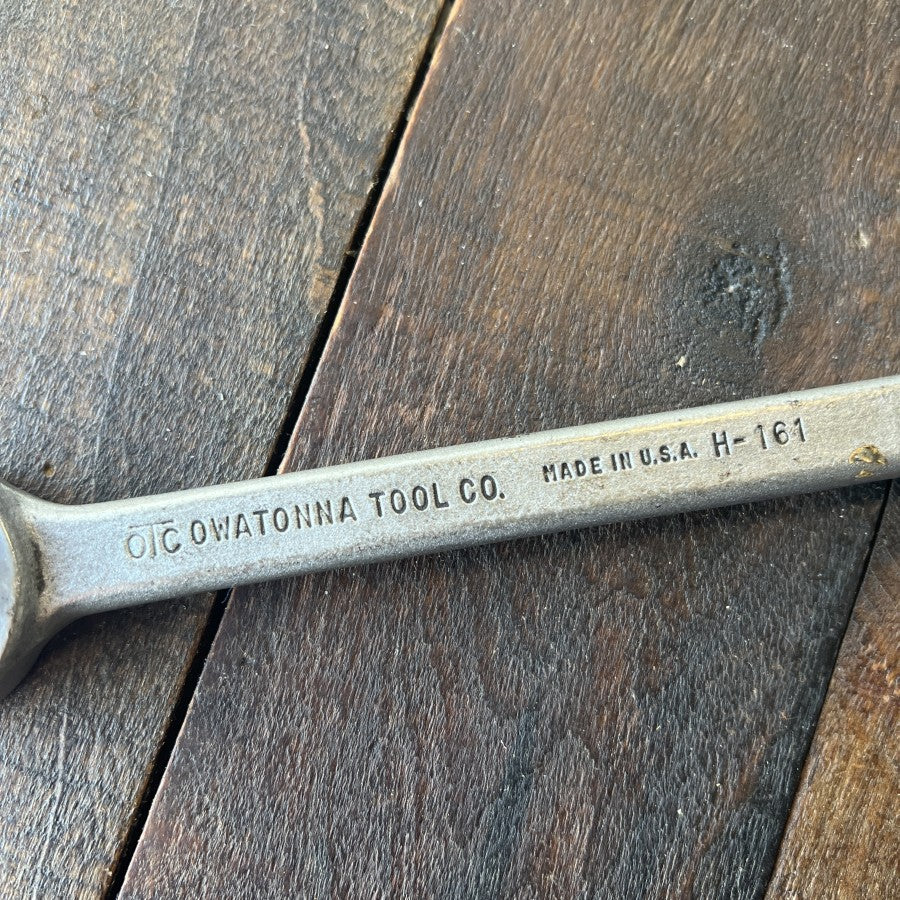 OTC OWATONNA TOOL CO. MADE IN U.S.A. H-161